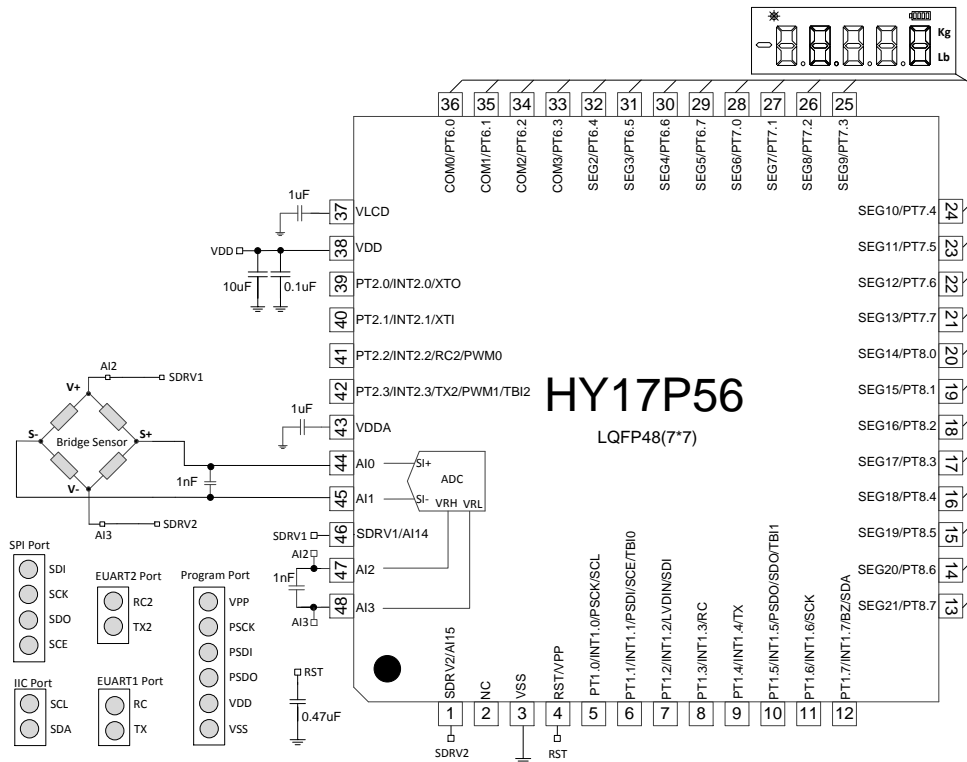 Kg
Lb
36
35
34
33
32
31
30
29
28
27
26
25
COM0/PT6.0
COM1/PT6.1
COM2/PT6.2
COM3/PT6.3
SEG2/PT6.4
SEG3/PT6.5
SEG4/PT6.6
SEG5/PT6.7
SEG6/PT7.0
SEG7/PT7.1
SEG8/PT7.2
SEG9/PT7.3
1uF
37 VLCD
VDD
38 VDD
10uF
0.1uF
39 PT2.0/INT2.0/XTO
40 PT2.1/INT2.1/XTI
41 PT2.2/INT2.2/RC2/PWM0
42 PT2.3/INT2.3/TX2/PWM1/TBI2
1uF
43 VDDA
44 AI0
1nF
45 AI1
SDRV1
46 SDRV1/AI14
AI2
47 AI2
1nF
48 AI3
AI3
SI+
ADC
SI-
VRH
VRL
HY17P56
LQFP48(7*7)
SEG10/PT7.4 24
SEG11/PT7.5 23
SEG12/PT7.6 22
SEG13/PT7.7 21
SEG14/PT8.0 20
SEG15/PT8.1 19
SEG16/PT8.2 18
SEG17/PT8.3 17
SEG18/PT8.4 16
SEG19/PT8.5 15
SEG20/PT8.6 14
SEG21/PT8.7 13
AI2
SDRV1
V+
S-
Bridge Sensor
S+
V-
AI3
SDRV2
SPI Port
SDI
SCK
SDO
SCE
EUART2 Port
RC2
TX2
Program Port
VPP
PSCK
PSDI
PSDO
VDD
VSS
IIC Port
SCL
SDA
EUART1 Port
RC
TX
RST
0.47uF
SDRV2/AI15
NC
VSS
RST/VPP
PT1.0/INT1.0/PSCK/SCL
PT1.1/INT1.1/PSDI/SCE/TBI0
PT1.2/INT1.2/LVDIN/SDI
PT1.3/INT1.3/RC
PT1.4/INT1.4/TX
PT1.5/INT1.5/PSDO/SDO/TBI1
PT1.6/INT1.6/SCK
PT1.7/INT1.7/BZ/SDA
1
2
3
4
5
6
7
8
9
10
11
12
SDRV2
RST